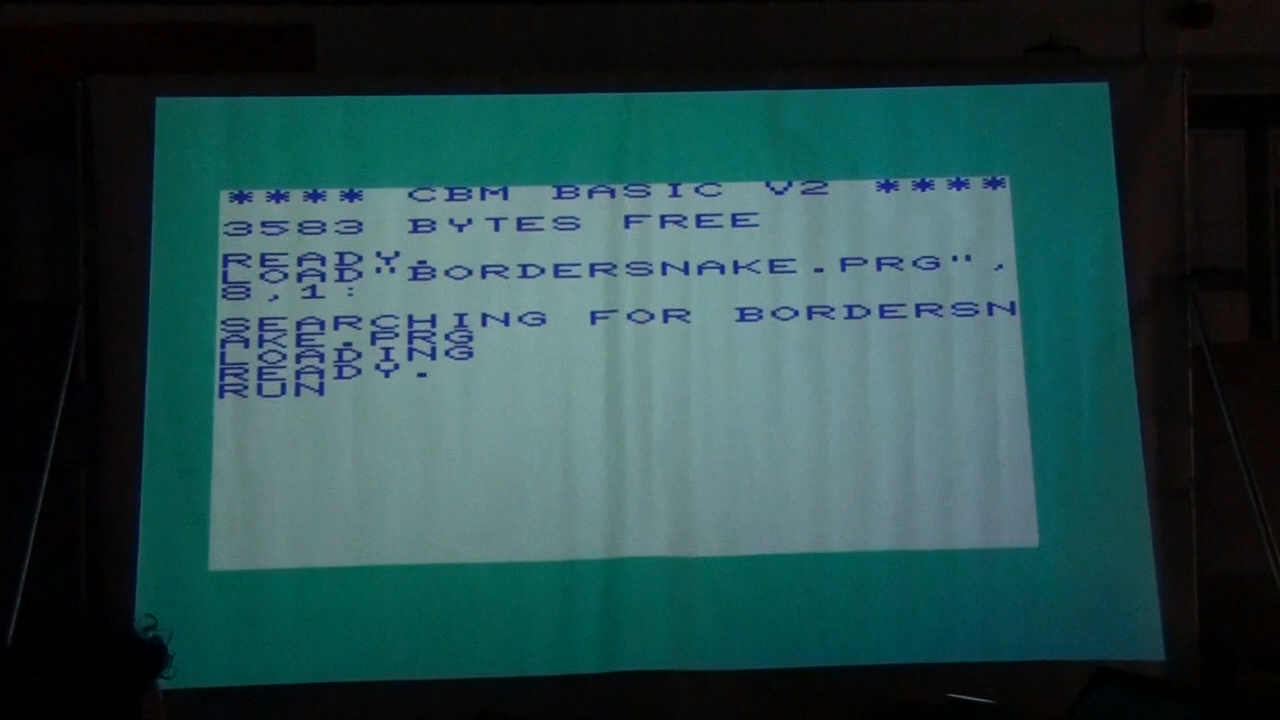 **** CBM BASIC V2 ****
3583 BYTES FREE
READY.
LOAD"BORDERSNAKE.PRG",
8,1:
SEARCHING FOR BORDERSN
AKE.PRG
LOADING
READY.
RUN